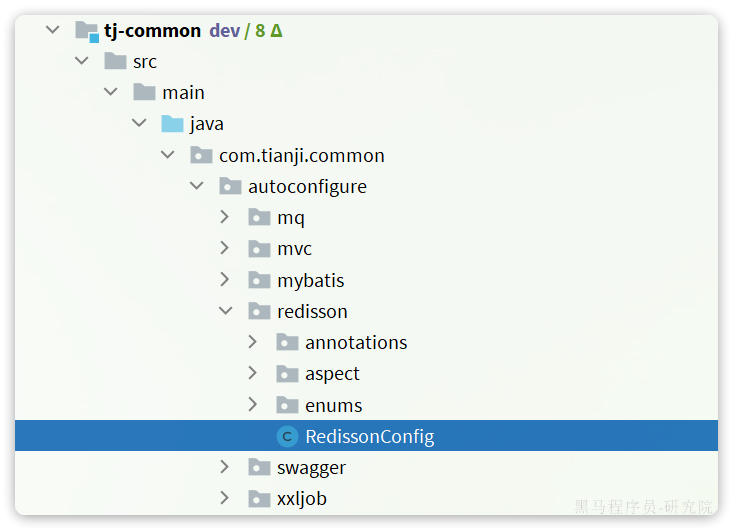 tj-common dev / 8 Δ
src
main
java
com.tianji.common
autoconfigure
mq
mvc
mybatis
redisson
annotations
aspect
enums
C RedissonConfig
swagger
xxljob
黑马程序员-研究院